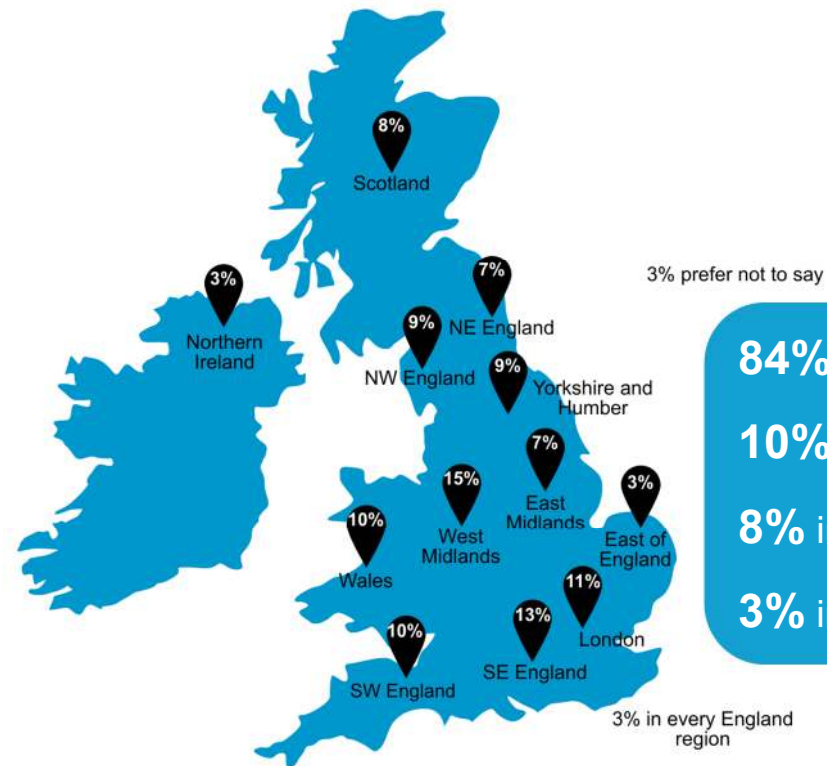 8%
Scotland
3%
Northern
Ireland
7%
NE England
9%
NW England
9%
Yorkshire and
Humber
7%
East
Midlands
15%
West
Midlands
3%
East of
England
10%
Wales
11%
London
10%
SW England
13%
SE England
3% prefer not to say
84%
10%
8% i
3% i
3% in every England
region